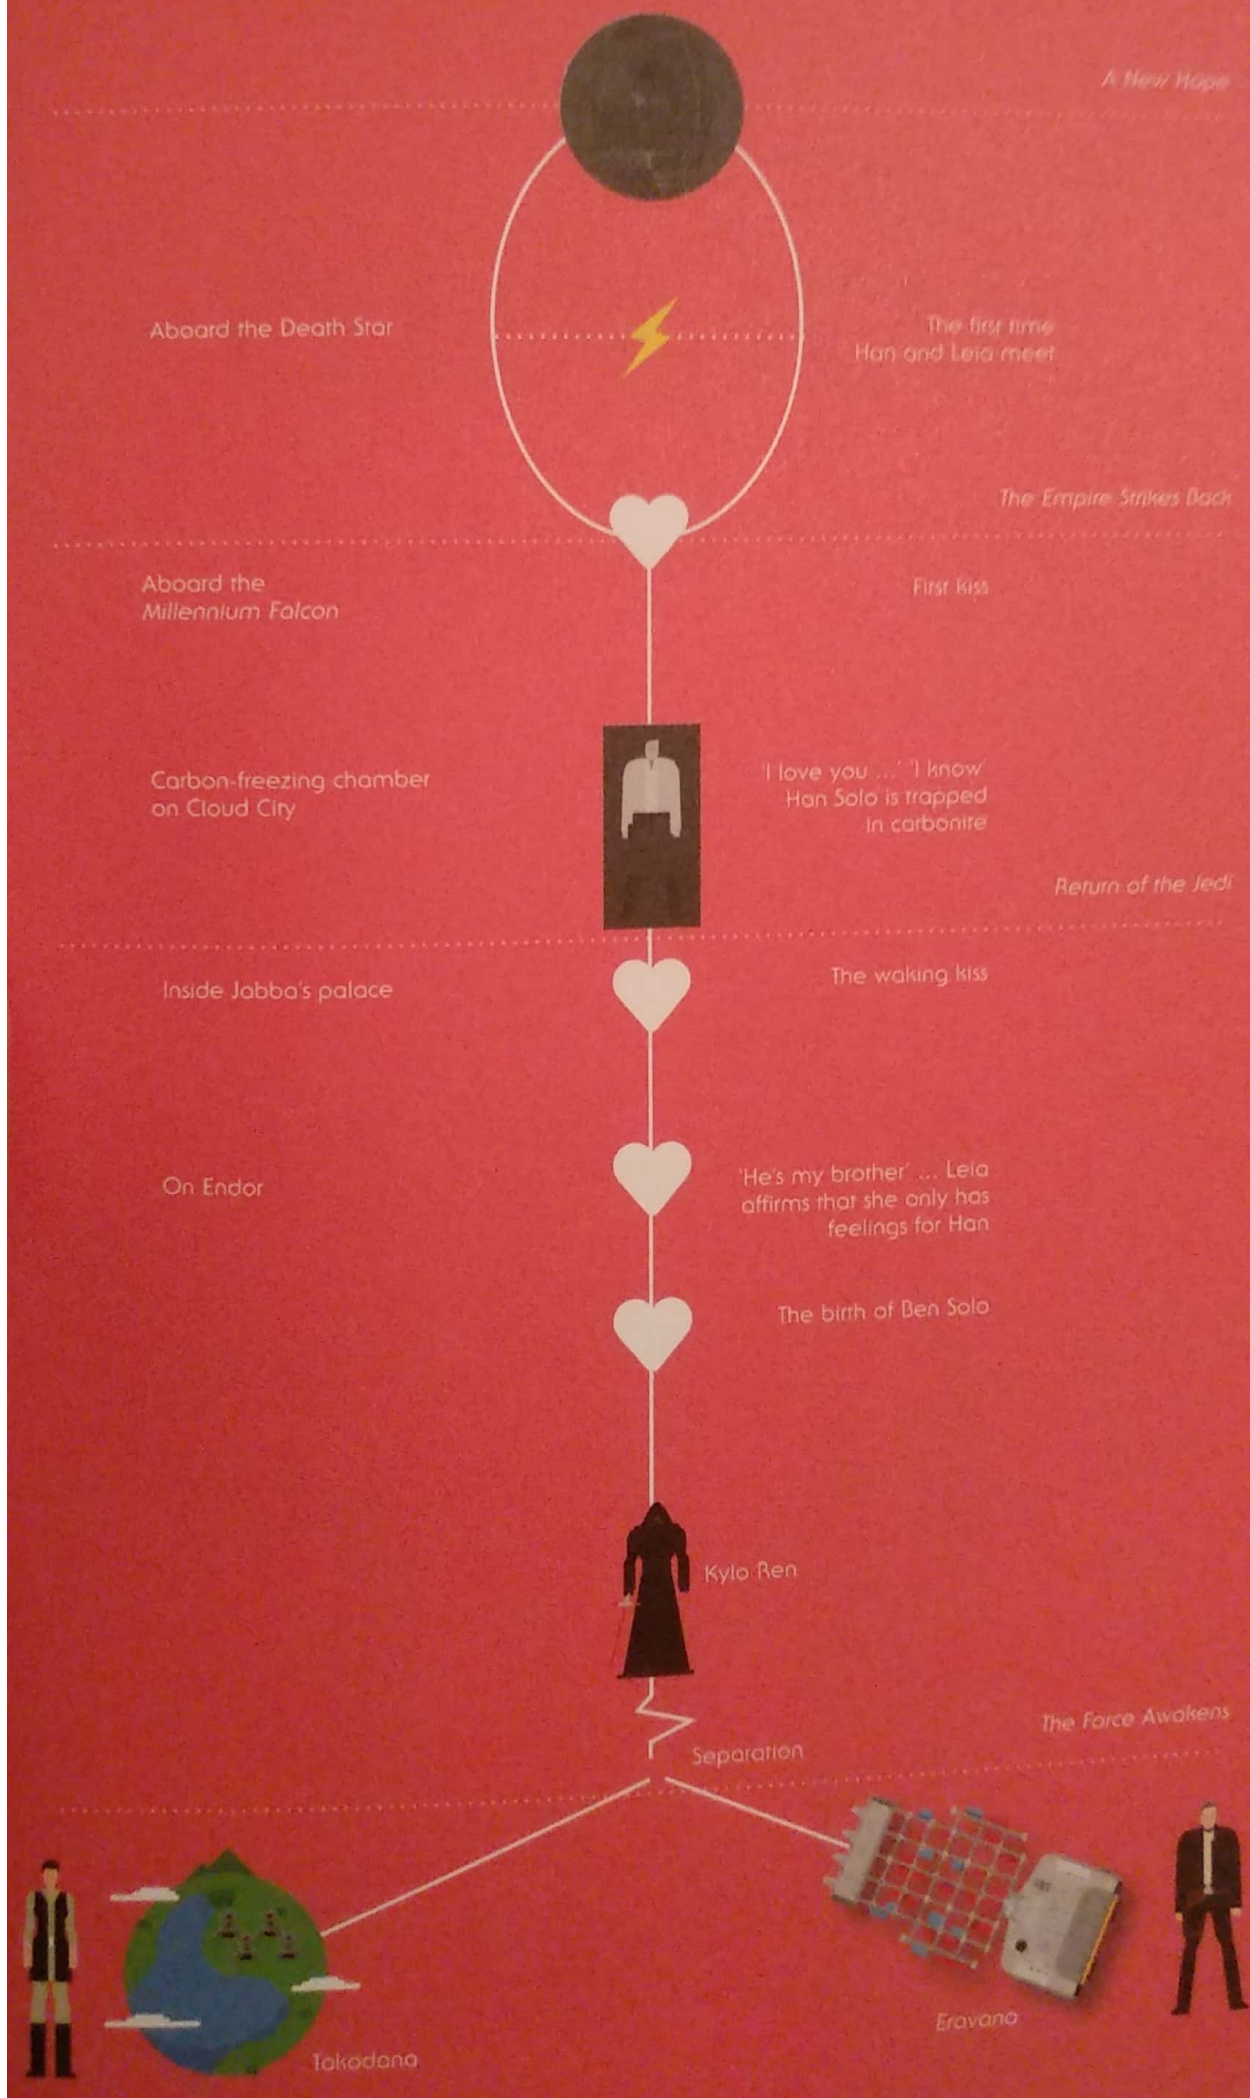 A New Hope
Aboard the Death Star
The first time
Han and Leia meet
The Empire Strikes Back
Aboard the
Millennium Falcon
First kiss
Carbon-freezing chamber
on Cloud City
'I love you ...' 'I know'
Han Solo is trapped
in carbonite
Return of the Jedi
Inside Jabba's palace
The waking kiss
On Endor
'He's my brother' ... Leia
affirms that she only has
feelings for Han
The birth of Ben Solo
Kylo Ren
The Force Awakens
Separation
Eravana
Takodana